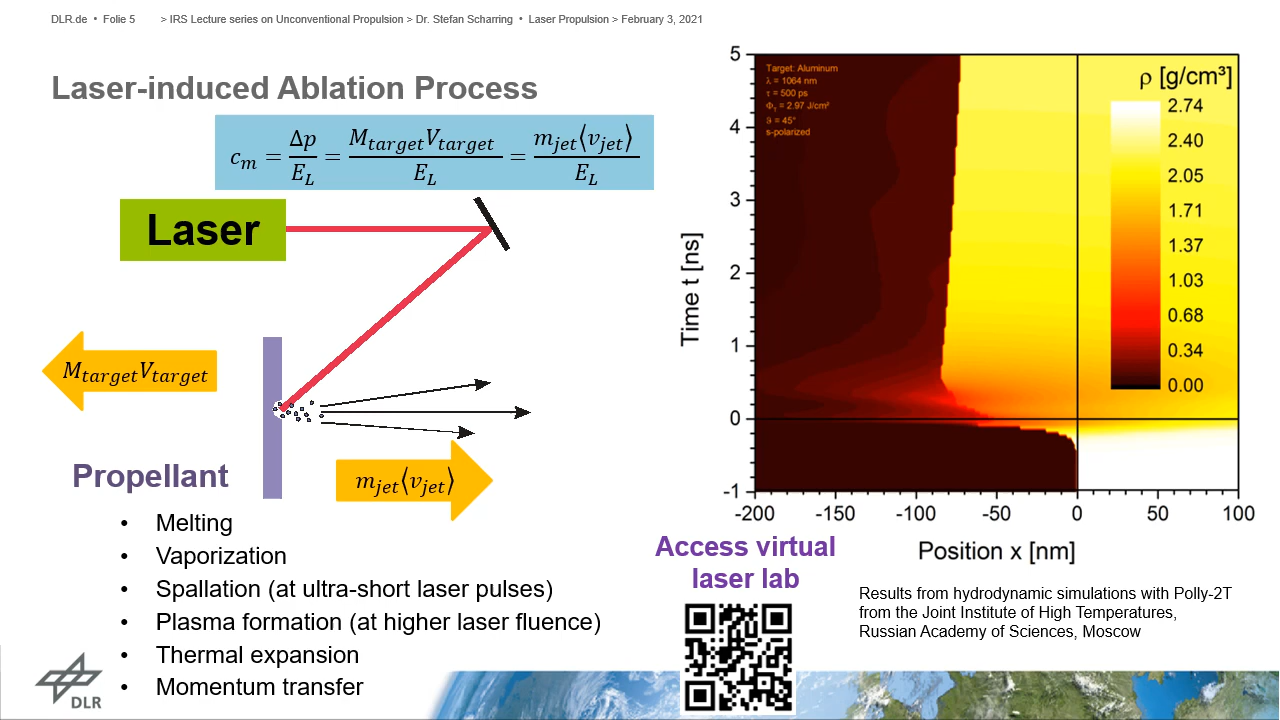 DLR.de • Folie 5 > IRS Lecture series on Unconventional Propulsion > Dr. Stefan Scharring • Laser Propulsion > February 3, 2021
Laser-induced Ablation Process
c_m = Δp / E_L = M_target V_target / E_L = m_jet ⟨v_jet⟩ / E_L
Laser
M_target V_target
m_jet ⟨v_jet⟩
Propellant
• Melting
• Vaporization
• Spallation (at ultra-short laser pulses)
• Plasma formation (at higher laser fluence)
• Thermal expansion
• Momentum transfer
DLR
Target: Aluminum
λ = 1064 nm
τ = 500 ps
Φ_L = 2.97 J/cm²
ϑ = 45°
s-polarized
ρ [g/cm³]
2.74
2.40
2.05
1.71
1.37
1.03
0.68
0.34
0.00
Time t [ns]
5
4
3
2
1
0
-1
-200 -150 -100 -50 0 50 100
Position x [nm]
Access virtual
laser lab
Results from hydrodynamic simulations with Polly-2T
from the Joint Institute of High Temperatures,
Russian Academy of Sciences, Moscow